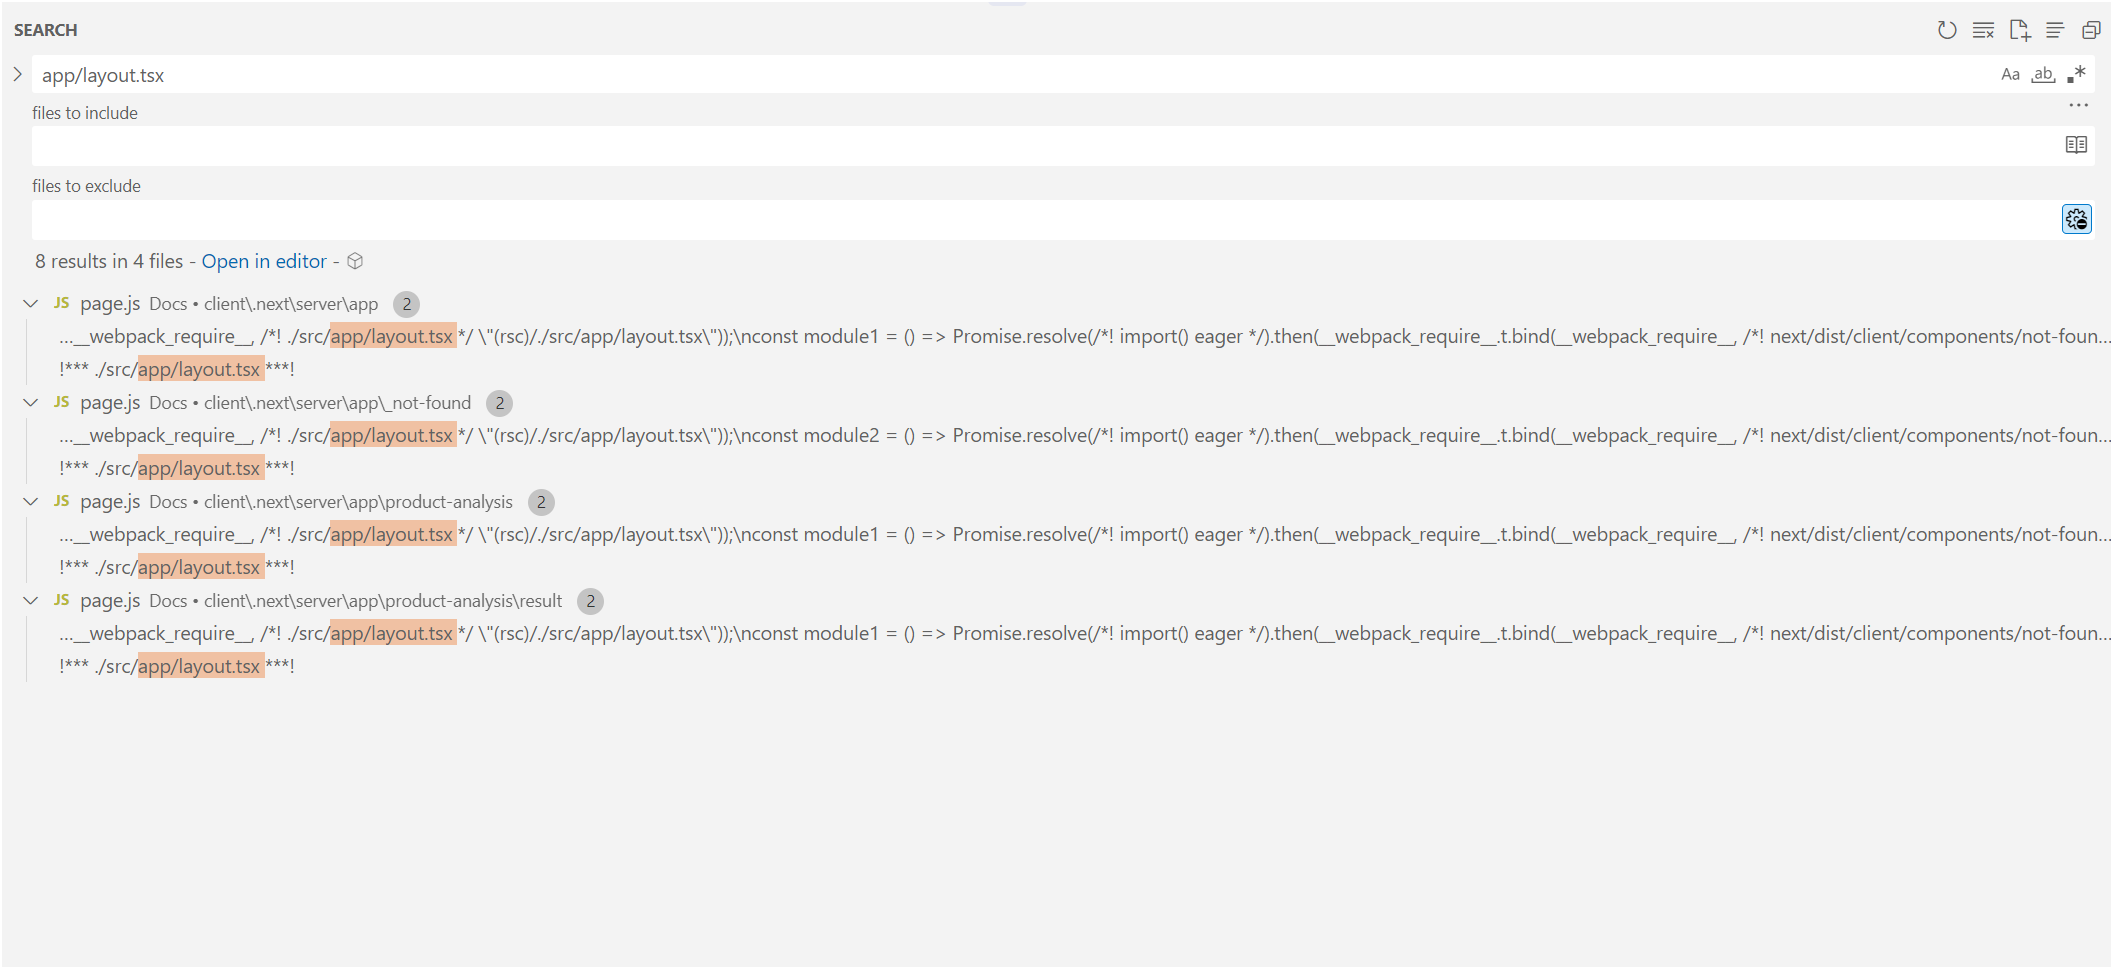 SEARCH
app/layout.tsx
Aa ab .*
files to include
...
files to exclude
8 results in 4 files - Open in editor -
JS page.js Docs • client\.next\server\app 2
...__webpack_require__, /*! ./src/app/layout.tsx */ \"(rsc)/./src/app/layout.tsx\"));\nconst module1 = () => Promise.resolve(/*! import() eager */).then(__webpack_require__.t.bind(__webpack_require__, /*! next/dist/client/components/not-foun...
!*** ./src/app/layout.tsx ***!
JS page.js Docs • client\.next\server\app\_not-found 2
...__webpack_require__, /*! ./src/app/layout.tsx */ \"(rsc)/./src/app/layout.tsx\"));\nconst module2 = () => Promise.resolve(/*! import() eager */).then(__webpack_require__.t.bind(__webpack_require__, /*! next/dist/client/components/not-foun...
!*** ./src/app/layout.tsx ***!
JS page.js Docs • client\.next\server\app\product-analysis 2
...__webpack_require__, /*! ./src/app/layout.tsx */ \"(rsc)/./src/app/layout.tsx\"));\nconst module1 = () => Promise.resolve(/*! import() eager */).then(__webpack_require__.t.bind(__webpack_require__, /*! next/dist/client/components/not-foun...
!*** ./src/app/layout.tsx ***!
JS page.js Docs • client\.next\server\app\product-analysis\result 2
...__webpack_require__, /*! ./src/app/layout.tsx */ \"(rsc)/./src/app/layout.tsx\"));\nconst module1 = () => Promise.resolve(/*! import() eager */).then(__webpack_require__.t.bind(__webpack_require__, /*! next/dist/client/components/not-foun...
!*** ./src/app/layout.tsx ***!